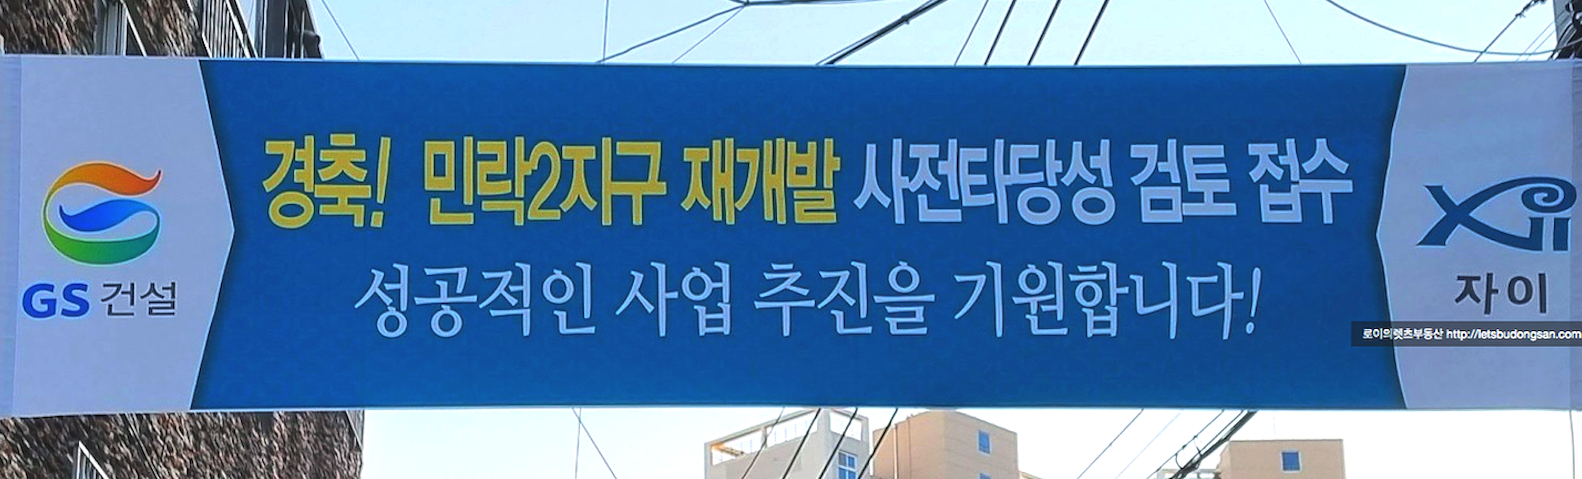 경축! 민락2지구 재개발 사전타당성 검토 접수
성공적인 사업 추진을 기원합니다!
GS 건설
Xii
자이
로이의렛츠부동산 http://letsbudongsan.com